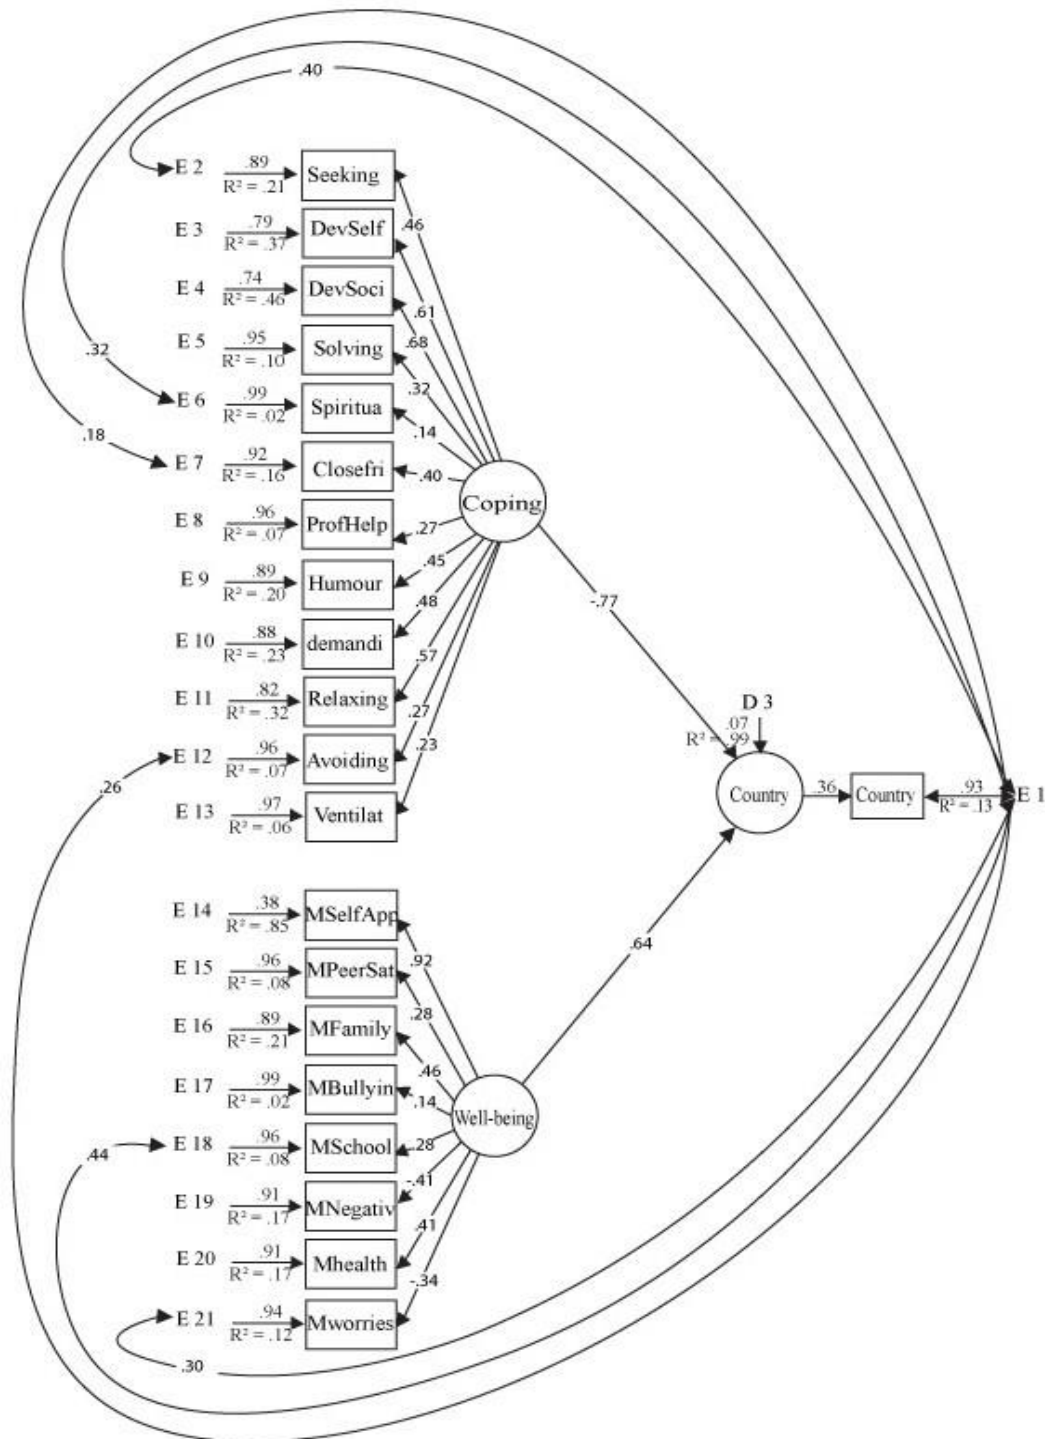 .40
E 2 .89 R² = .21 Seeking
.46
E 3 .79 R² = .37 DevSelf
.61
E 4 .74 R² = .46 DevSoci
.68
E 5 .95 R² = .10 Solving
.32
.32
E 6 .99 R² = .02 Spiritua
.14
.18
E 7 .92 R² = .16 Closefri
.40
Coping
E 8 .96 R² = .07 ProfHelp
.27
E 9 .89 R² = .20 Humour
.45
.48
-.77
E 10 .88 R² = .23 demandi
.57
E 11 .82 R² = .32 Relaxing
.27
D 3
.07
R² = .99
.23
E 12 .96 R² = .07 Avoiding
.26
Country .36 Country .93 R² = .13 E 1
E 13 .97 R² = .06 Ventilat
E 14 .38 R² = .85 MSelfApp
.64
.92
E 15 .96 R² = .08 MPeerSat
.28
E 16 .89 R² = .21 MFamily
.46
E 17 .99 R² = .02 MBullyin
.14
Well-being
E 18 .96 R² = .08 MSchool
.28
.44
-.41
E 19 .91 R² = .17 MNegativ
.41
E 20 .91 R² = .17 Mhealth
-.34
E 21 .94 R² = .12 Mworries
.30